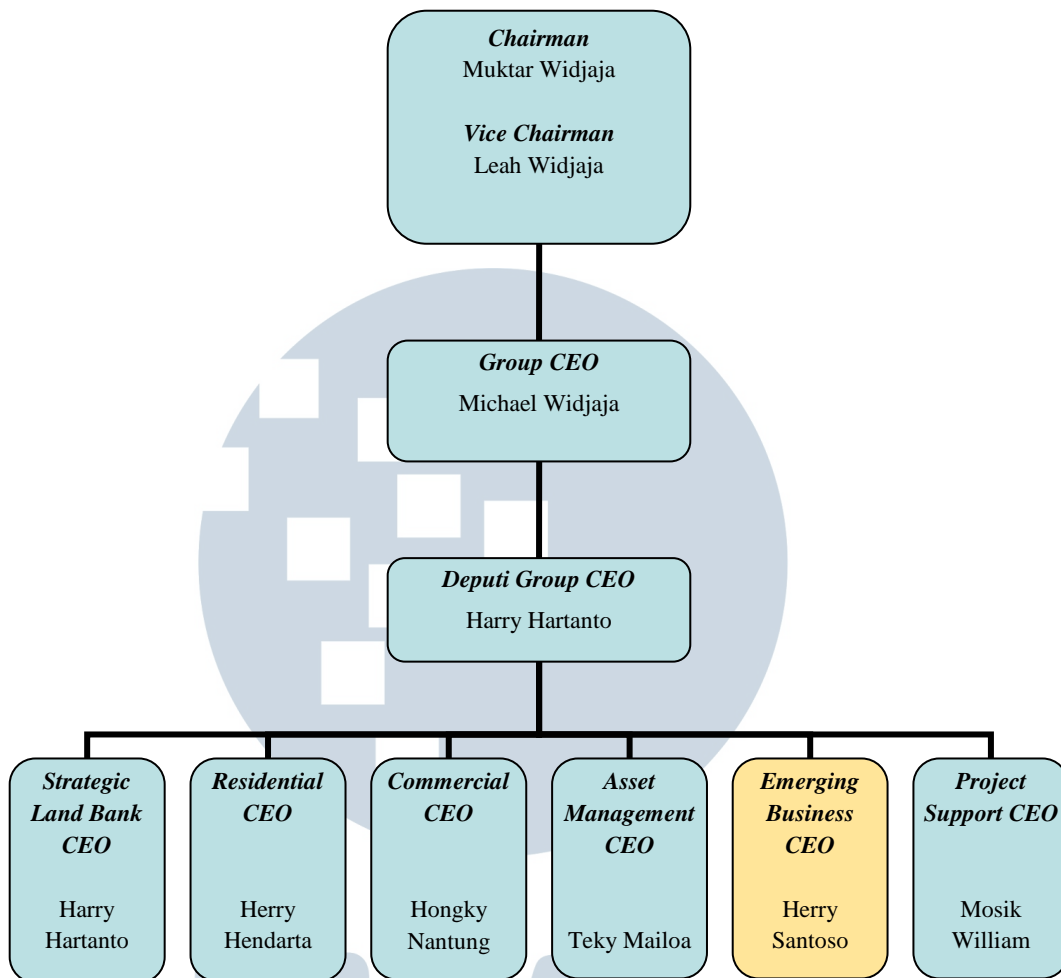 Chairman
Muktar Widjaja
Vice Chairman
Leah Widjaja
Group CEO
Michael Widjaja
Deputi Group CEO
Harry Hartanto
Strategic
Land Bank
CEO
Harry
Hartanto
Residential
CEO
Herry
Hendarta
Commercial
CEO
Hongky
Nantung
Asset
Management
CEO
Teky Mailoa
Emerging
Business
CEO
Herry
Santoso
Project
Support CEO
Mosik
William